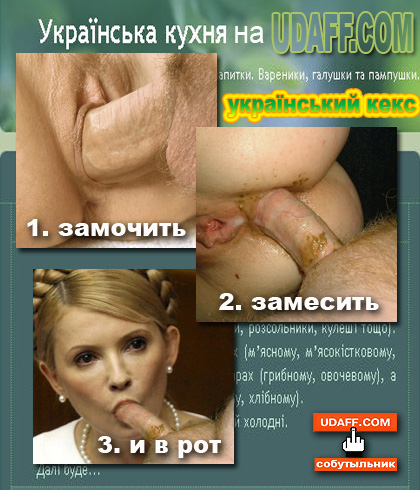 Українська кухня на UDAFF.COM
апитки. Вареники, галушки та пампушки.
український кекс
1. замочить
2. замесить
и, розсольники, кулеші тощо).
х (м'ясному, м'ясокістковому,
рах (грибному, овочевому), а
у, хлібному).
й холодні.
3. и в рот
UDAFF.COM
собутыльник
Далі буде...